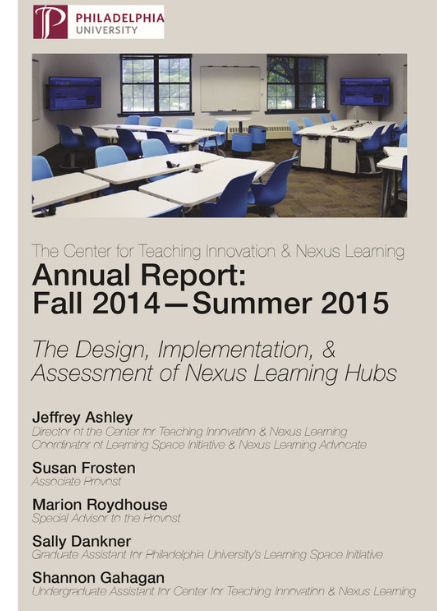 PHILADELPHIA
UNIVERSITY
The Center for Teaching Innovation & Nexus Learning
Annual Report:
Fall 2014—Summer 2015
The Design, Implementation, &
Assessment of Nexus Learning Hubs
Jeffrey Ashley
Director of the Center for Teaching Innovation & Nexus Learning
Coordinator of Learning Space Initiative & Nexus Learning Advocate
Susan Frosten
Associate Provost
Marion Roydhouse
Special Advisor to the Provost
Sally Dankner
Graduate Assistant for Philadelphia University's Learning Space Initiative
Shannon Gahagan
Undergraduate Assistant for Center for Teaching Innovation & Nexus Learning